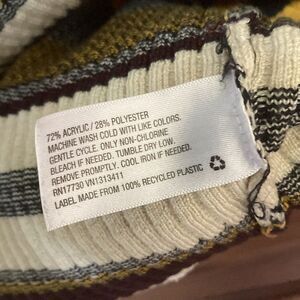 72% ACRYLIC / 28% POLYESTER
MACHINE WASH COLD WITH LIKE COLORS.
GENTLE CYCLE. ONLY NON-CHLORINE
BLEACH IF NEEDED. TUMBLE DRY LOW.
REMOVE PROMPTLY. COOL IRON IF NEEDED.
RN17730 VN1313411
LABEL MADE FROM 100% RECYCLED PLASTIC